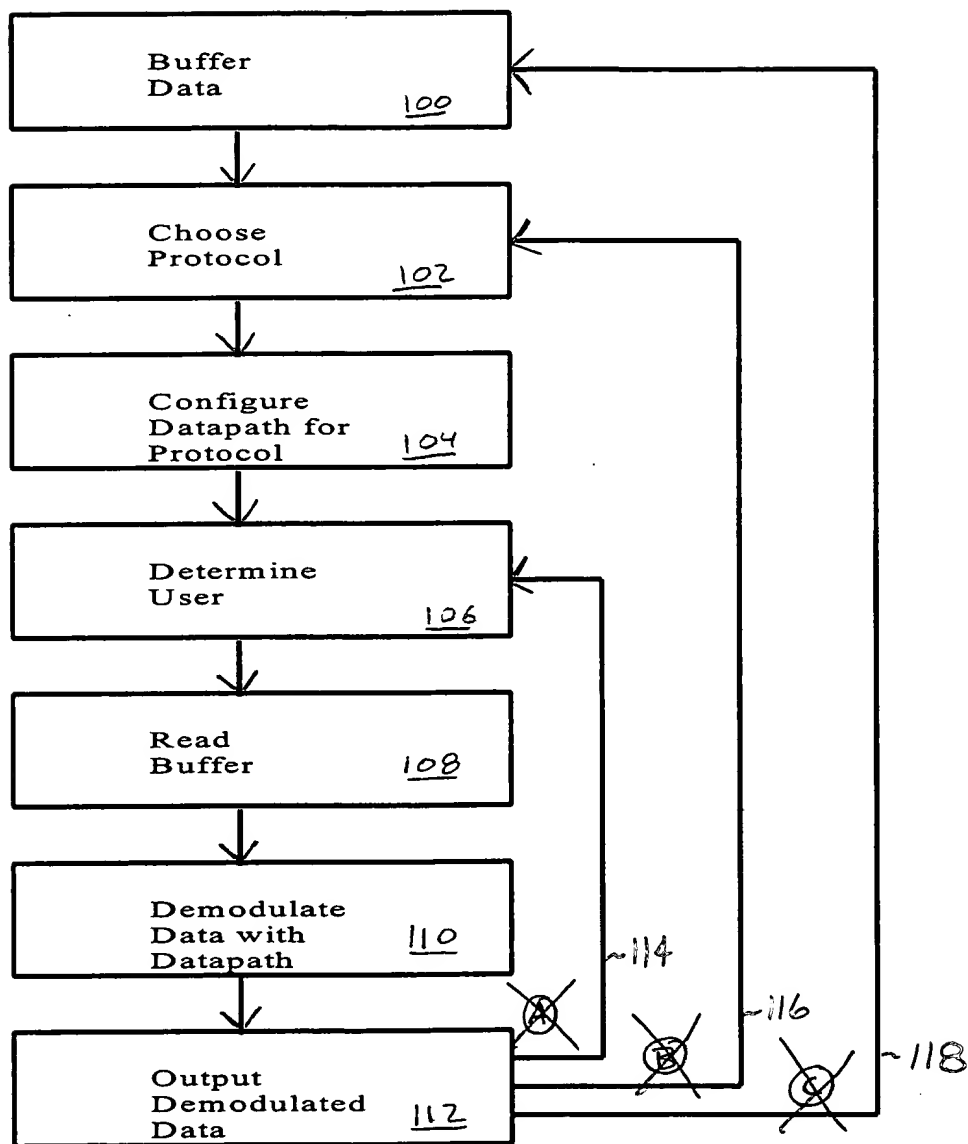 Buffer
Data
100
Choose
Protocol
102
Configure
Datapath for
Protocol
104
Determine
User
106
Read
Buffer
108
Demodulate
Data with
Datapath
110
~114
A
~116
B
~118
C
Output
Demodulated
Data
112